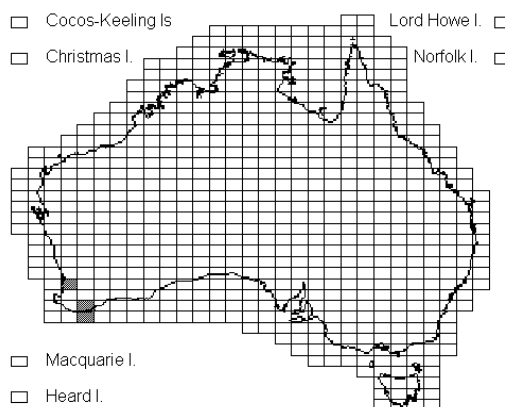 Cocos-Keeling Is
Lord Howe I.
Christmas I.
Norfolk I.
Macquarie I.
Heard I.